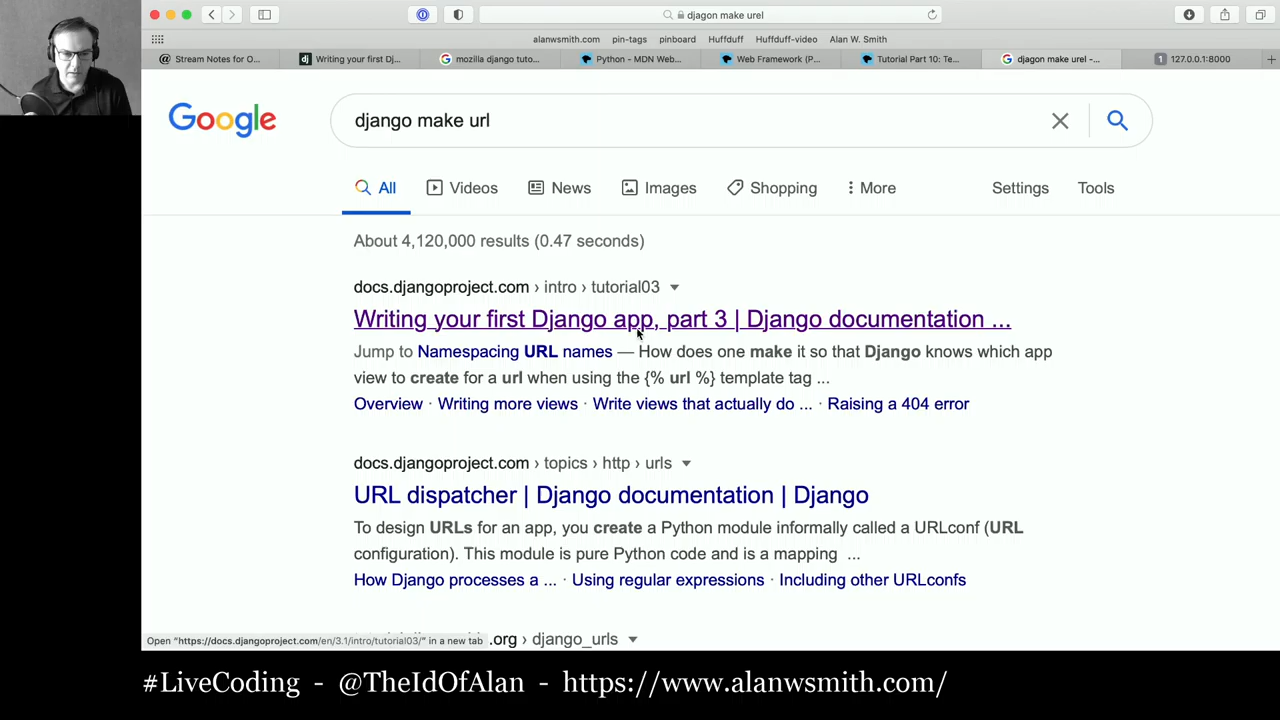 djagon make urel
alanwsmith.com pin-tags pinboard Huffduff Huffduff-video Alan W. Smith
Stream Notes for O... Writing your first Dj... mozilla django tuto... Python - MDN Web... Web Framework (P... Tutorial Part 10: Te... djagon make urel -... 1 127.0.0.1:8000
Google
django make url
All Videos News Images Shopping More Settings Tools
About 4,120,000 results (0.47 seconds)
docs.djangoproject.com › intro › tutorial03
Writing your first Django app, part 3 | Django documentation ...
Jump to Namespacing URL names — How does one make it so that Django knows which app
view to create for a url when using the {% url %} template tag ...
Overview · Writing more views · Write views that actually do ... · Raising a 404 error
docs.djangoproject.com › topics › http › urls
URL dispatcher | Django documentation | Django
To design URLs for an app, you create a Python module informally called a URLconf (URL
configuration). This module is pure Python code and is a mapping ...
How Django processes a ... · Using regular expressions · Including other URLconfs
Open "https://docs.djangoproject.com/en/3.1/intro/tutorial03/" in a new tab
.org › django_urls
#LiveCoding - @TheIdOfAlan - https://www.alanwsmith.com/